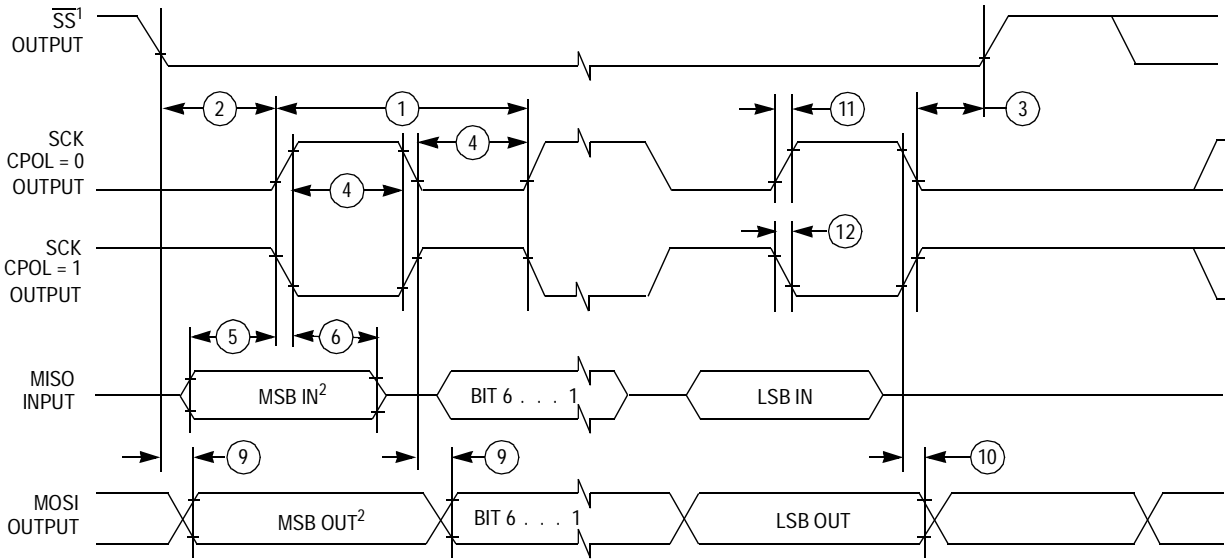 SS¹
OUTPUT
2
1
11
3
SCK
CPOL = 0
OUTPUT
4
4
SCK
CPOL = 1
OUTPUT
12
5
6
MISO
INPUT
MSB IN²
BIT 6 . . . 1
LSB IN
9
9
10
MOSI
OUTPUT
MSB OUT²
BIT 6 . . . 1
LSB OUT